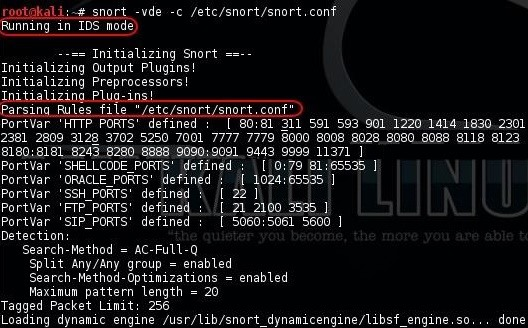 root@kali:~# snort -vde -c /etc/snort/snort.conf
Running in IDS mode
--== Initializing Snort ==--
Initializing Output Plugins!
Initializing Preprocessors!
Initializing Plug-ins!
Parsing Rules file "/etc/snort/snort.conf"
PortVar 'HTTP_PORTS' defined : [ 80:81 311 591 593 901 1220 1414 1830 2301
2381 2809 3128 3702 5250 7001 7777 7779 8000 8008 8028 8080 8088 8118 8123
8180:8181 8243 8280 8888 9090:9091 9443 9999 11371 ]
PortVar 'SHELLCODE_PORTS' defined : [ 0:79 81:65535 ]
PortVar 'ORACLE_PORTS' defined : [ 1024:65535 ]
PortVar 'SSH_PORTS' defined : [ 22 ]
PortVar 'FTP_PORTS' defined : [ 21 2100 3535 ]
PortVar 'SIP_PORTS' defined : [ 5060:5061 5600 ]
Detection:
Search-Method = AC-Full-Q
Split Any/Any group = enabled
Search-Method-Optimizations = enabled
Maximum pattern length = 20
Tagged Packet Limit: 256
Loading dynamic engine /usr/lib/snort_dynamicengine/libsf_engine.so... done
KALI LINU
"the quieter you become, the more you are able to